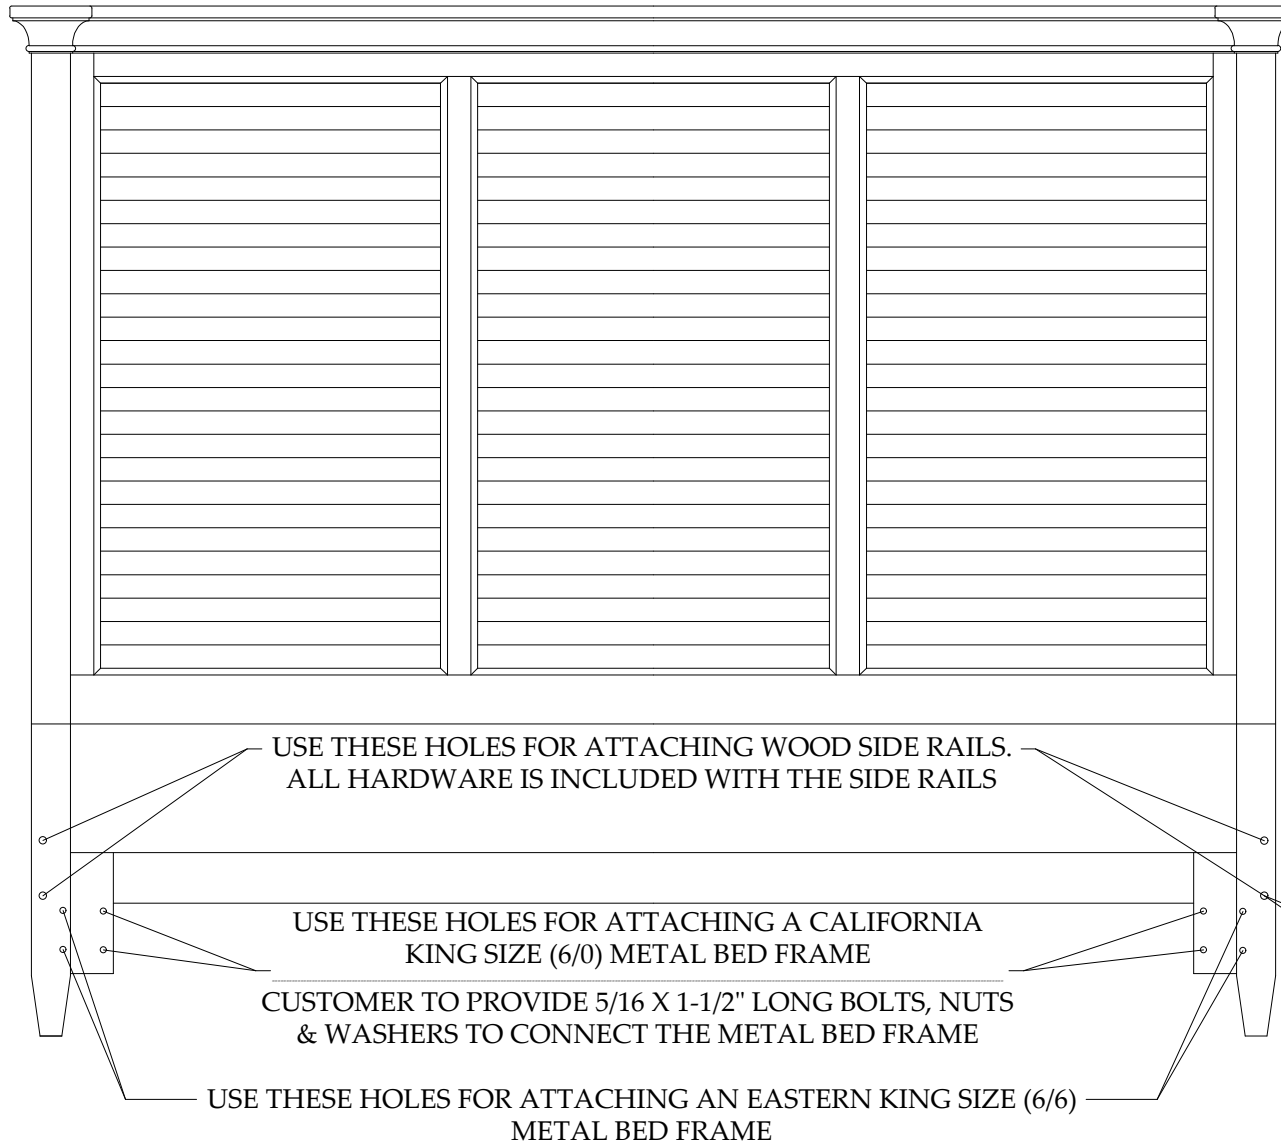 USE THESE HOLES FOR ATTACHING WOOD SIDE RAILS.
ALL HARDWARE IS INCLUDED WITH THE SIDE RAILS
USE THESE HOLES FOR ATTACHING A CALIFORNIA
KING SIZE (6/0) METAL BED FRAME
CUSTOMER TO PROVIDE 5/16 X 1-1/2" LONG BOLTS, NUTS
& WASHERS TO CONNECT THE METAL BED FRAME
USE THESE HOLES FOR ATTACHING AN EASTERN KING SIZE (6/6)
METAL BED FRAME